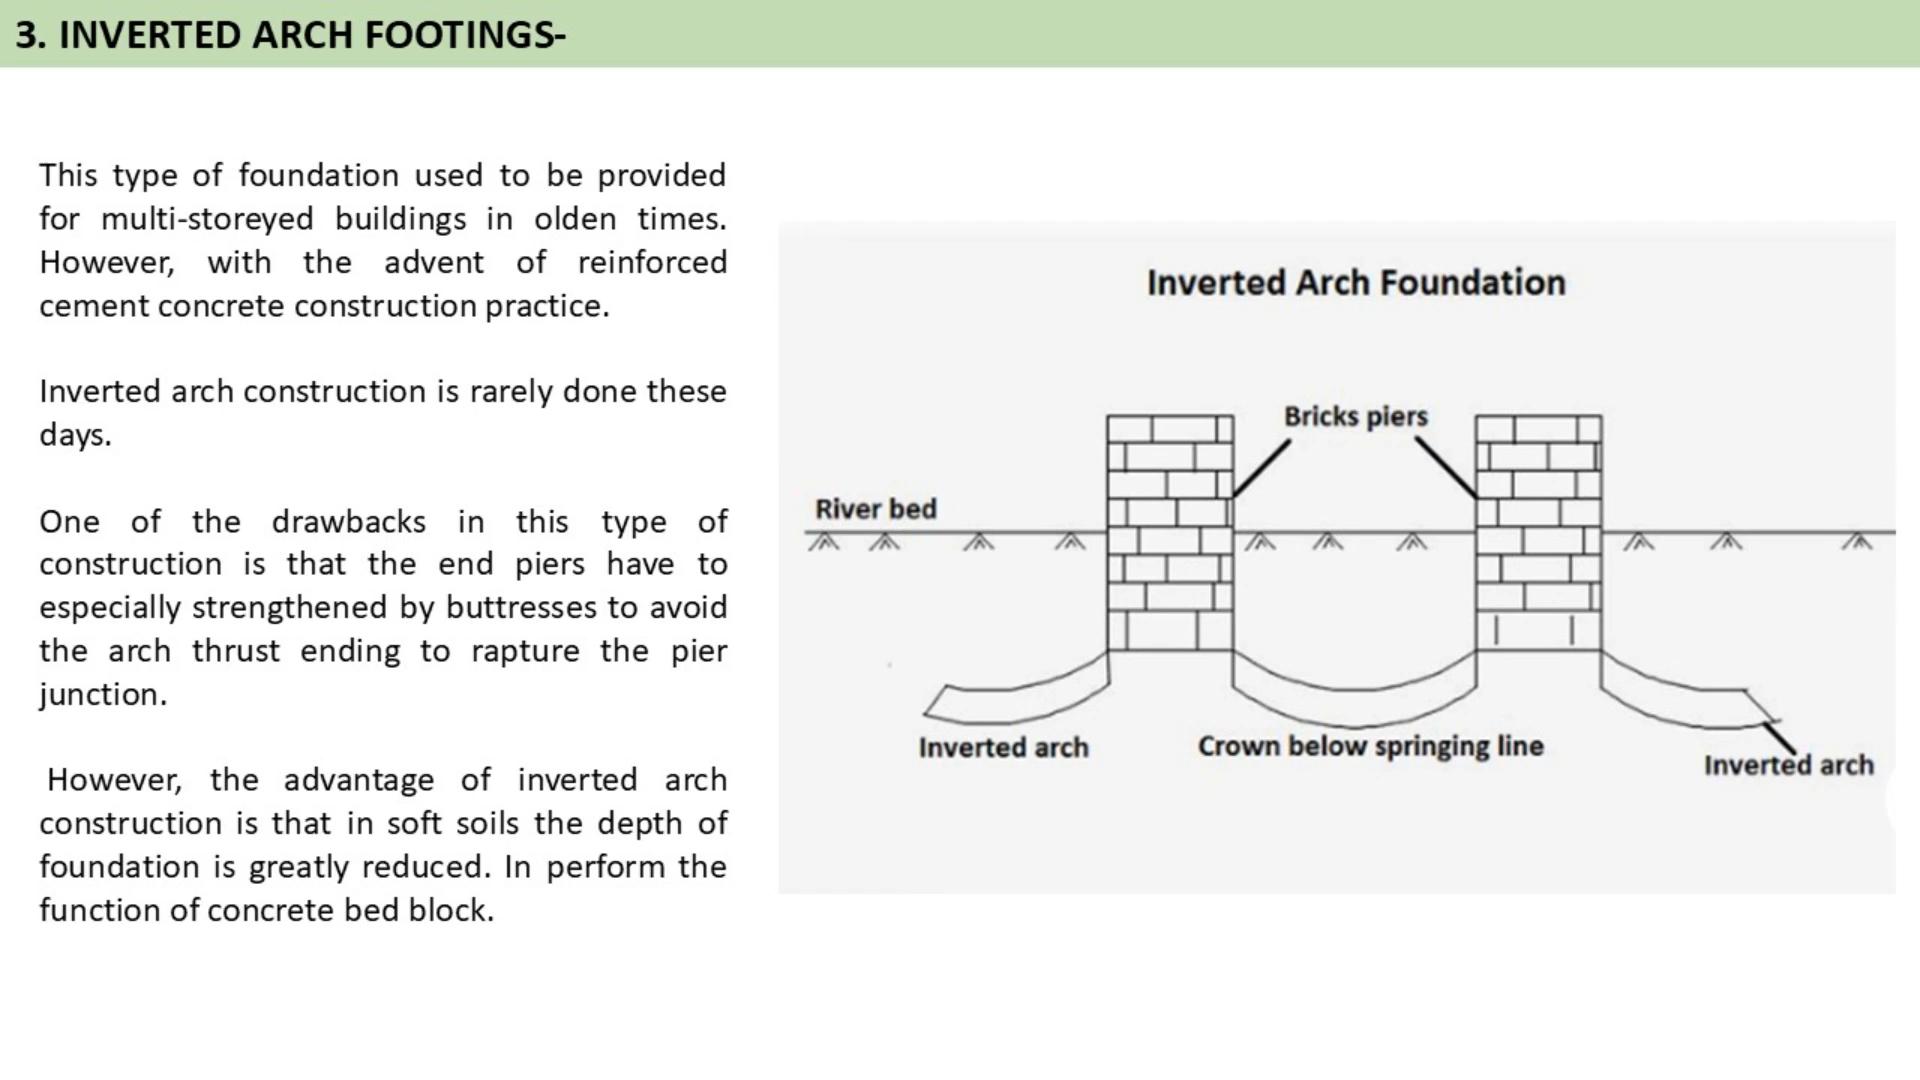 3. INVERTED ARCH FOOTINGS-
This type of foundation used to be provided
for multi-storeyed buildings in olden times.
However, with the advent of reinforced
cement concrete construction practice.
Inverted arch construction is rarely done these
days.
One of the drawbacks in this type of
construction is that the end piers have to
especially strengthened by buttresses to avoid
the arch thrust ending to rapture the pier
junction.
However, the advantage of inverted arch
construction is that in soft soils the depth of
foundation is greatly reduced. In perform the
function of concrete bed block.
Inverted Arch Foundation
Bricks piers
River bed
Inverted arch
Crown below springing line
Inverted arch